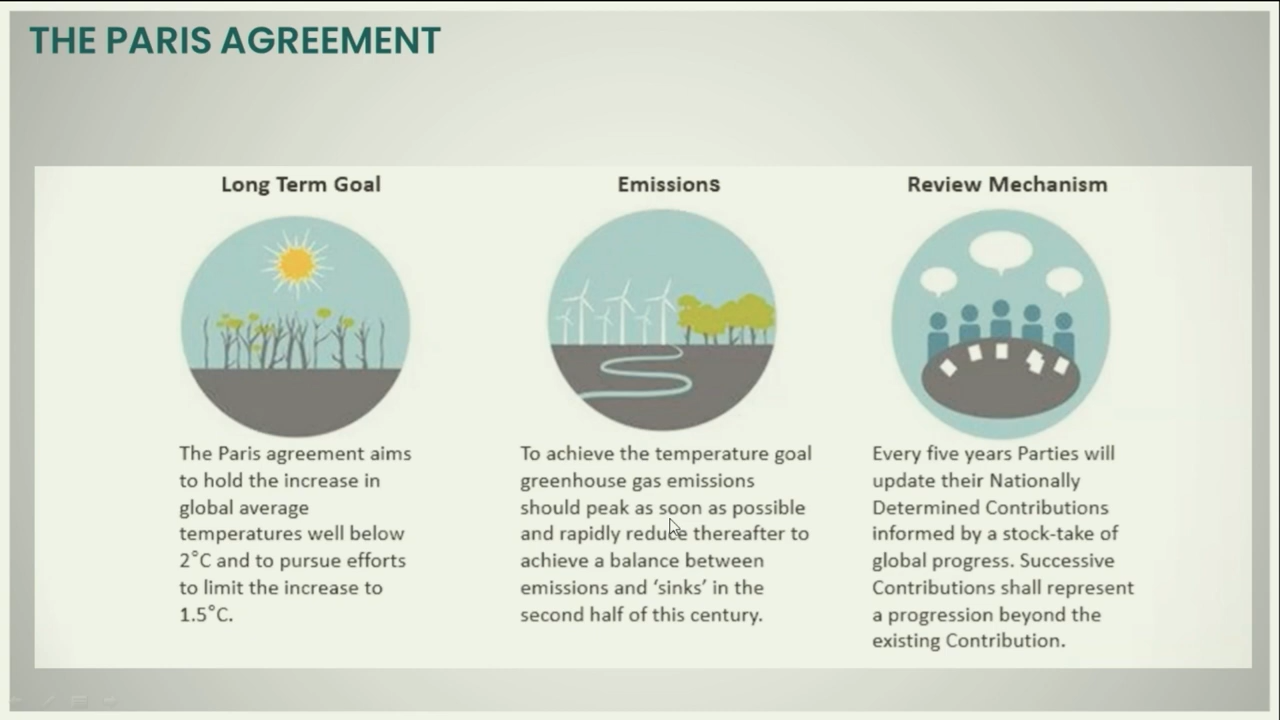 THE PARIS AGREEMENT
Long Term Goal
The Paris agreement aims
to hold the increase in
global average
temperatures well below
2°C and to pursue efforts
to limit the increase to
1.5°C.
Emissions
To achieve the temperature goal
greenhouse gas emissions
should peak as soon as possible
and rapidly reduce thereafter to
achieve a balance between
emissions and ‘sinks’ in the
second half of this century.
Review Mechanism
Every five years Parties will
update their Nationally
Determined Contributions
informed by a stock-take of
global progress. Successive
Contributions shall represent
a progression beyond the
existing Contribution.